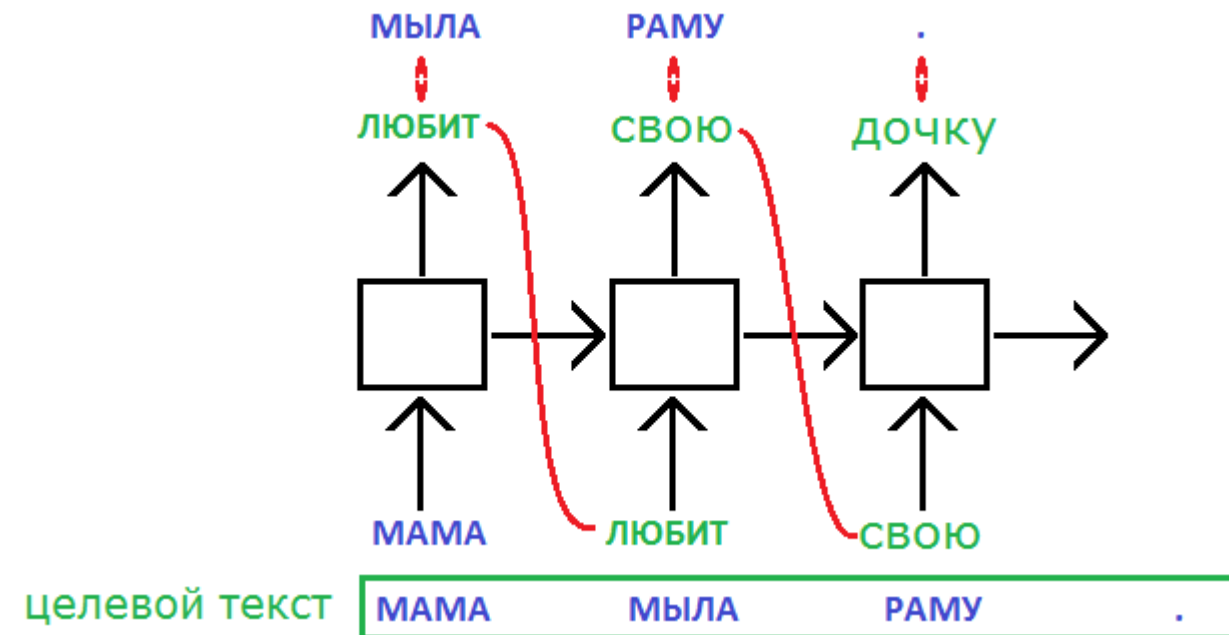 МЫЛА РАМУ .
ЛЮБИТ СВОЮ ДОЧКУ
МАМА ЛЮБИТ СВОЮ
целевой текст МАМА МЫЛА РАМУ .